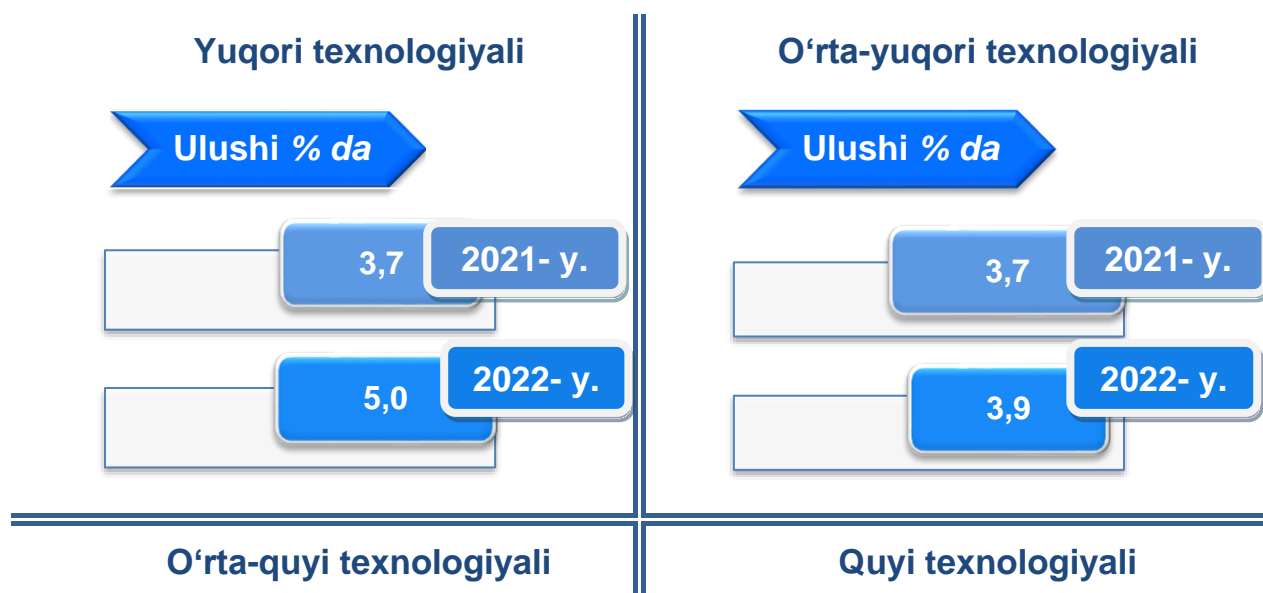 Yuqori texnologiyali
Ulushi % da
3,7
2021- y.
5,0
2022- y.
O‘rta-yuqori texnologiyali
Ulushi % da
3,7
2021- y.
3,9
2022- y.
O‘rta-quyi texnologiyali
Quyi texnologiyali